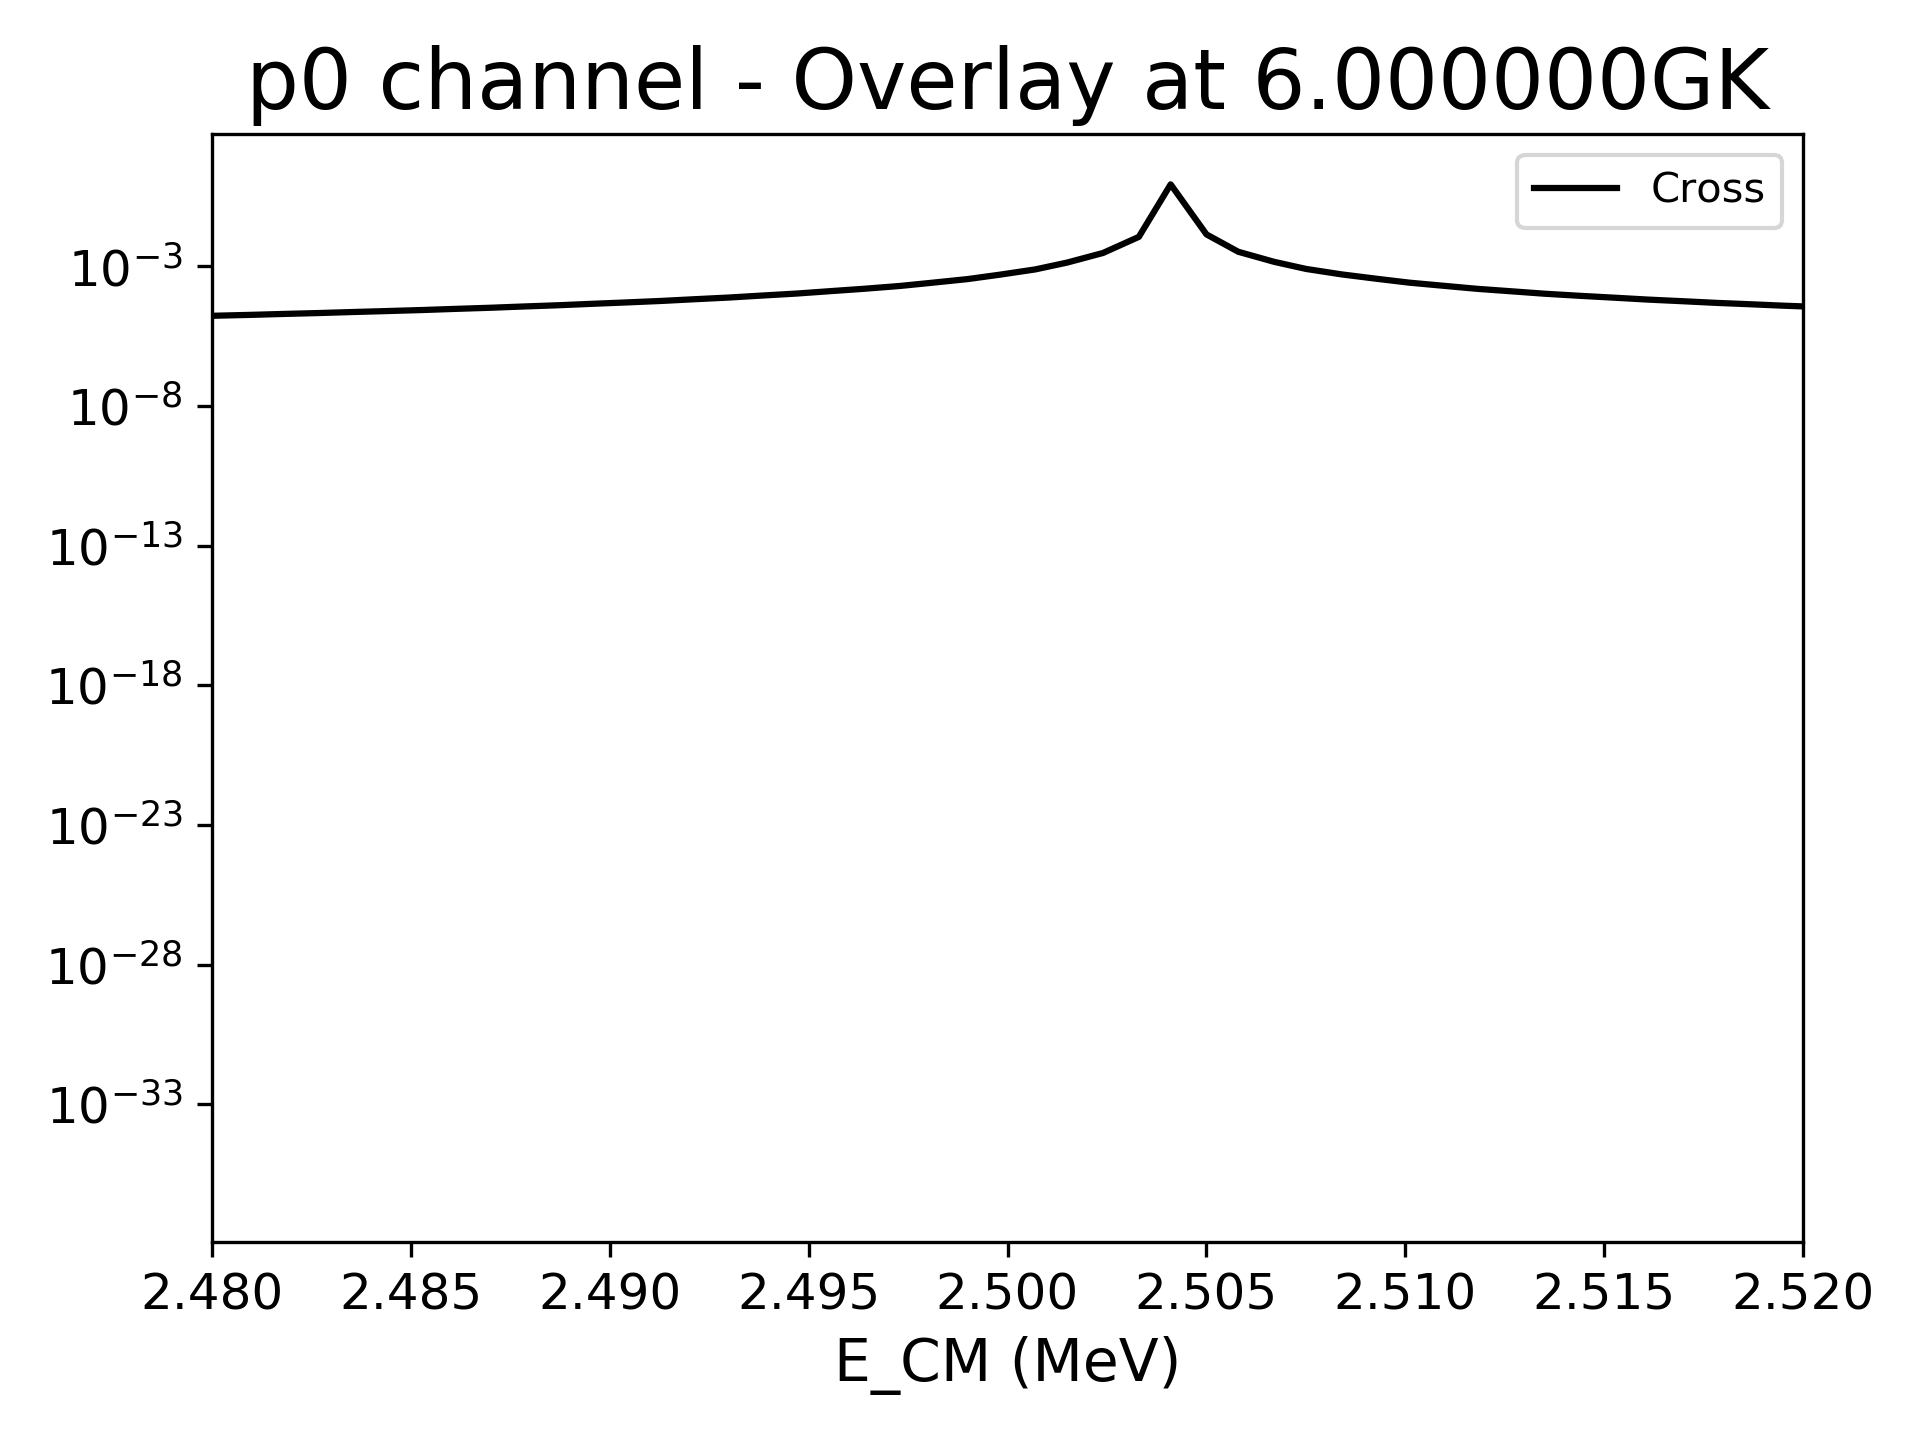 p0 channel - Overlay at 6.000000GK
Cross
10⁻³
10⁻⁸
10⁻¹³
10⁻¹⁸
10⁻²³
10⁻²⁸
10⁻³³
2.480 2.485 2.490 2.495 2.500 2.505 2.510 2.515 2.520
E_CM (MeV)